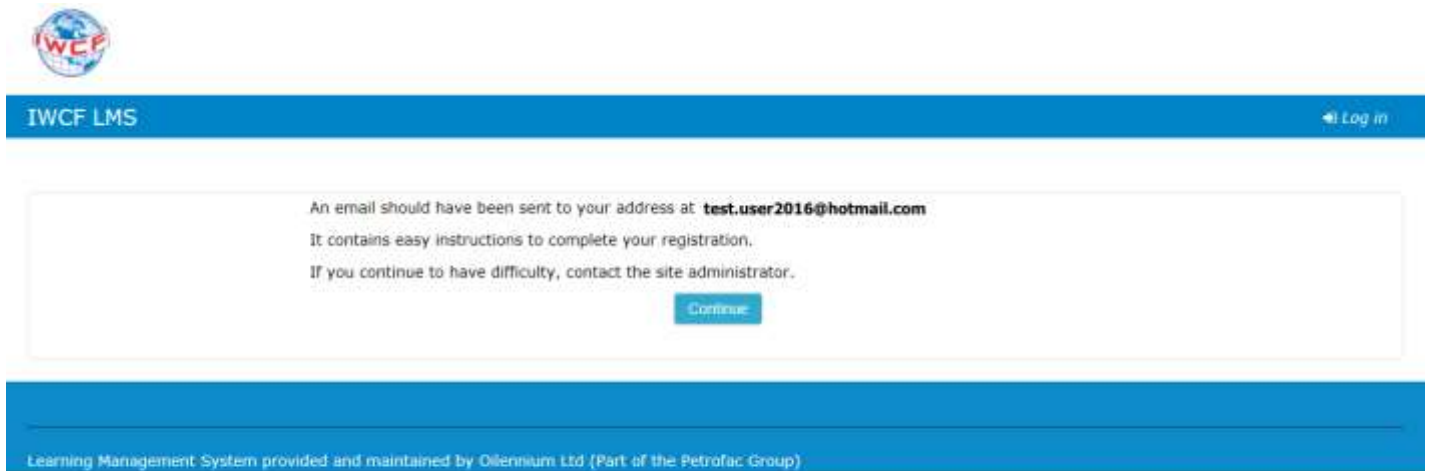 IWCF
IWCF LMS
Log in
An email should have been sent to your address at test.user2016@hotmail.com
It contains easy instructions to complete your registration.
If you continue to have difficulty, contact the site administrator.
Continue
Learning Management System provided and maintained by Oilennium Ltd (Part of the Petrofac Group)